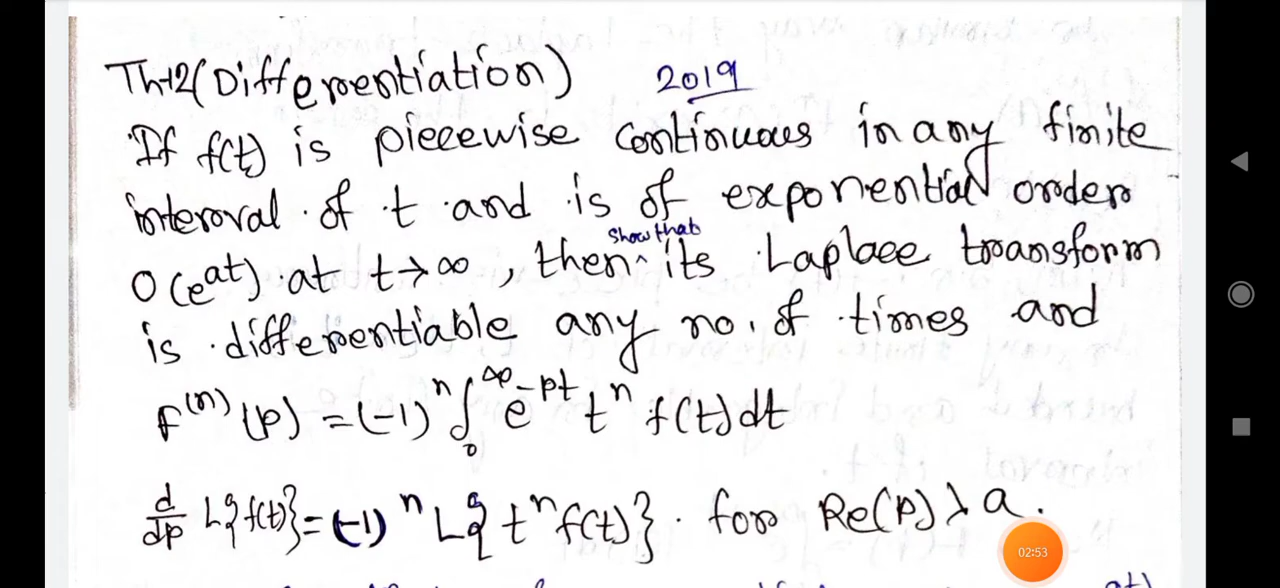 Th-12 (Differentiation) 2019
If f(t) is piecewise continuous in any finite
interval of t and is of exponential order
show that
O(e^at) at t→∞, then ^ its Laplace transform
is differentiable any no. of times and
F^(n) (p) = (-1)^n ∫_0^∞ e^-pt t^n f(t)dt
d/dp L{f(t)} = (-1)^n L{t^n f(t)}. for Re(p) > a.
02:53